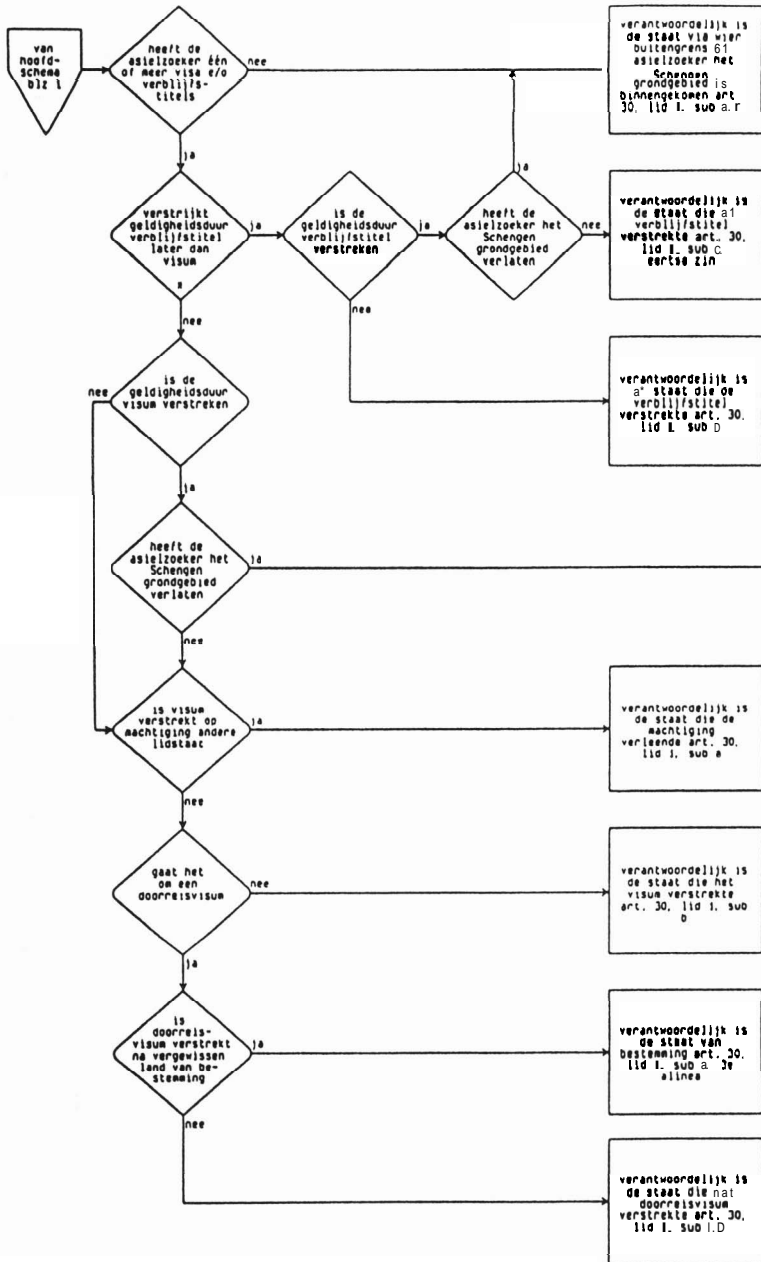 van
hoofd-
schema
blz 1
heeft de
asielzoeker één
of meer visa e/o
verblijfs-
titels
nee
ja
verantwoordelijk is
de staat via wier
buitengrens 61
asielzoeker het
Schengen
grondgebied is
binnengekomen art
30, lid I. sub a.r
verstrijkt
geldigheidsduur
verblijfstitel
later dan
visum
ja
nee
is de
geldigheidsduur
verblijfstitel
verstreken
ja
nee
heeft de
asielzoeker het
Schengen
grondgebied
verlaten
ja
nee
verantwoordelijk is
de staat die a1
verblijfstitel
verstrekte art. 30,
lid I. sub C
eertse zin
is de
geldigheidsduur
visum verstreken
nee
ja
verantwoordelijk is
a* staat die de
verblijfstitel
verstrekte art. 30,
lid I. sub D
heeft de
asielzoeker het
Schengen
grondgebied
verlaten
ja
nee
is visum
verstrekt op
machtiging andere
lidstaat
ja
nee
verantwoordelijk is
de staat die de
machtiging
verleende art. 30,
lid 1. sub a
gaat het
om een
doorreisvisum
nee
ja
verantwoordelijk is
de staat die het
visum verstrekte
art. 30, lid 1. sub
b
is
doorreis-
visum verstrekt
na vergewissen
land van be-
stemming
ja
nee
verantwoordelijk is
de staat van
bestemming art. 30,
lid I. sub a 3e
alinea
verantwoordelijk is
de staat die nat
doorreisvisum
verstrekte art. 30,
lid I. sub I.D